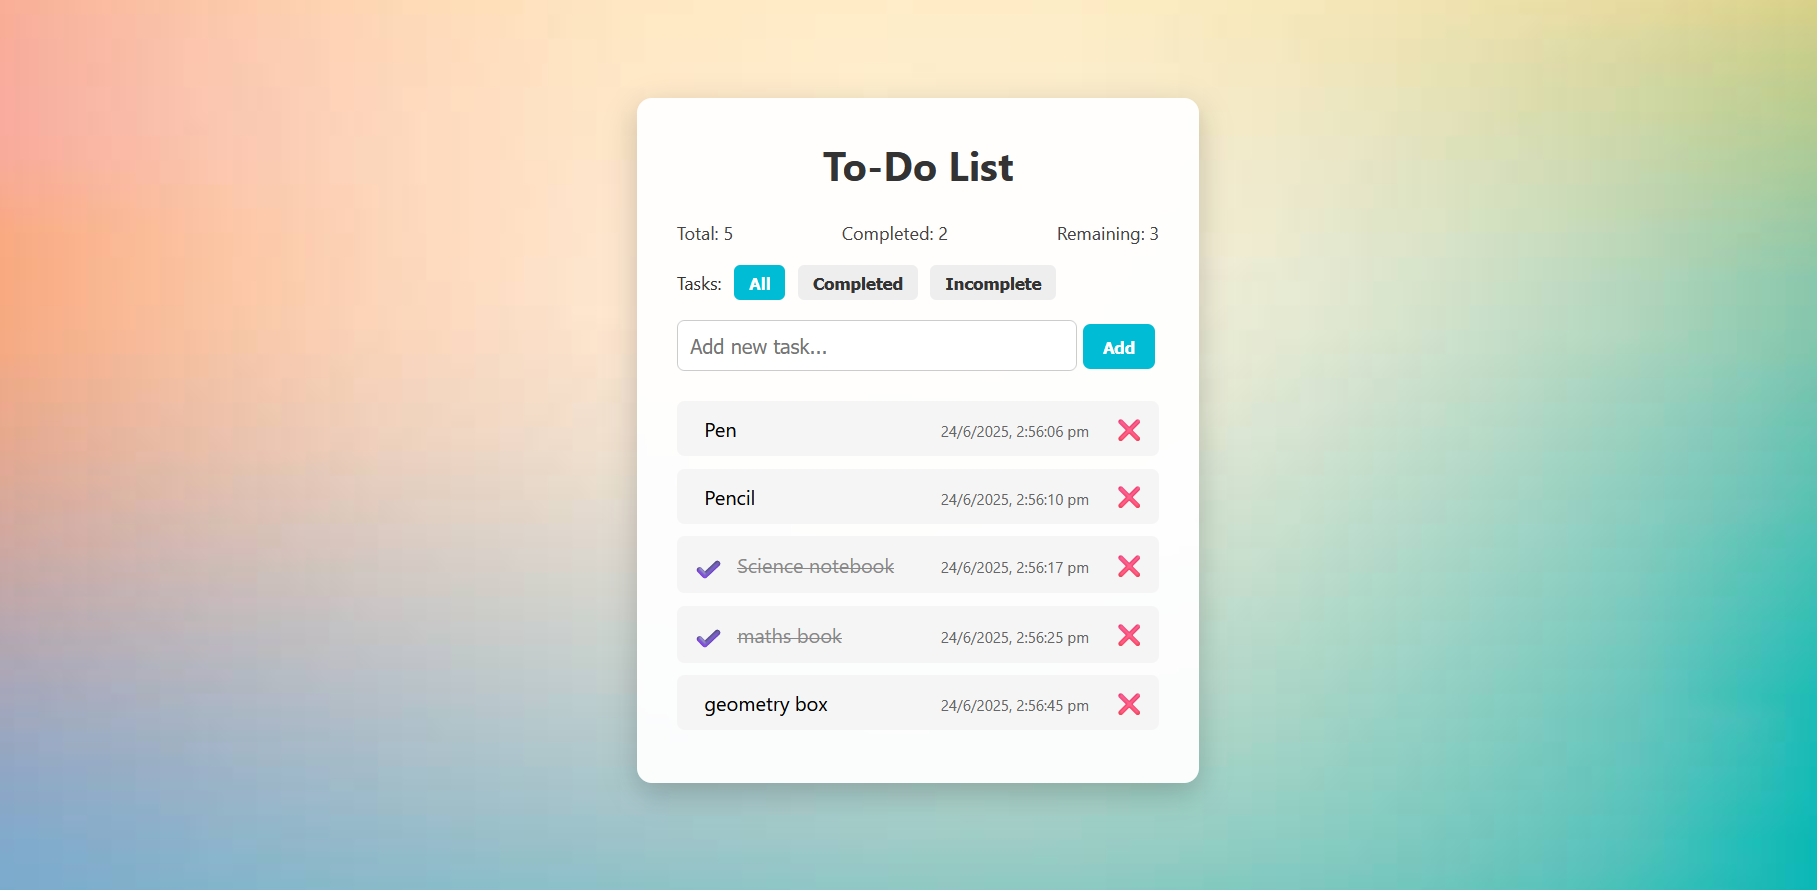 To-Do List
Total: 5 Completed: 2 Remaining: 3
Tasks: All Completed Incomplete
Add new task... Add
Pen 24/6/2025, 2:56:06 pm
Pencil 24/6/2025, 2:56:10 pm
Science notebook 24/6/2025, 2:56:17 pm
maths book 24/6/2025, 2:56:25 pm
geometry box 24/6/2025, 2:56:45 pm